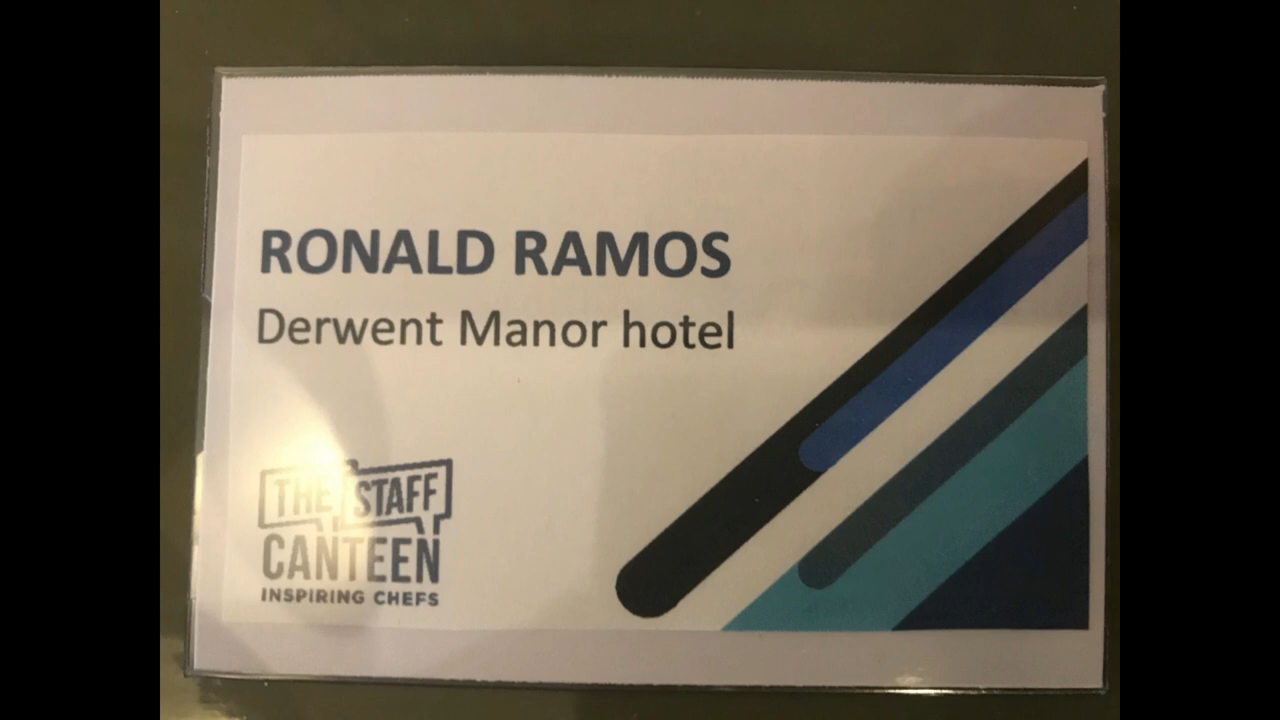 RONALD RAMOS
Derwent Manor hotel
THE STAFF
CANTEEN
INSPIRING CHEFS